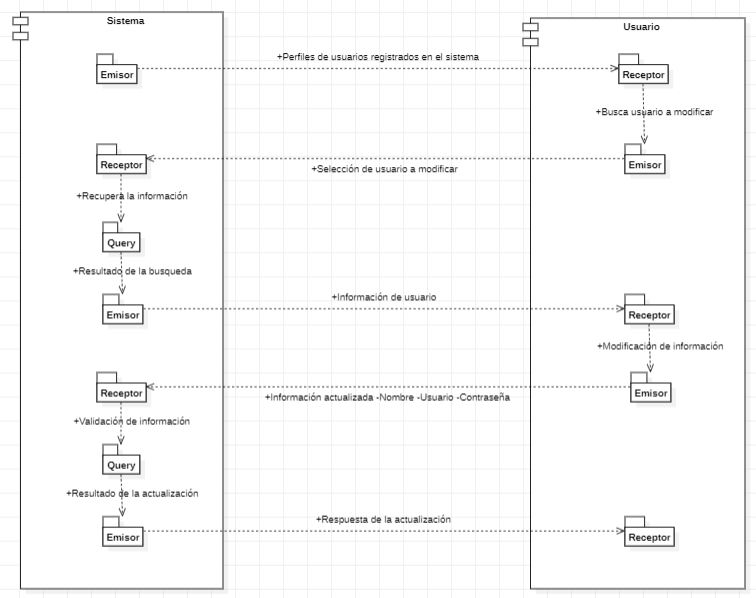 Sistema
Usuario
+Perfiles de usuarios registrados en el sistema
Emisor
Receptor
+Busca usuario a modificar
Receptor
+Selección de usuario a modificar
Emisor
+Recupera la información
Query
+Resultado de la busqueda
+Información de usuario
Emisor
Receptor
+Modificación de información
Receptor
+Información actualizada -Nombre -Usuario -Contraseña
Emisor
+Validación de información
Query
+Resultado de la actualización
+Respuesta de la actualización
Emisor
Receptor